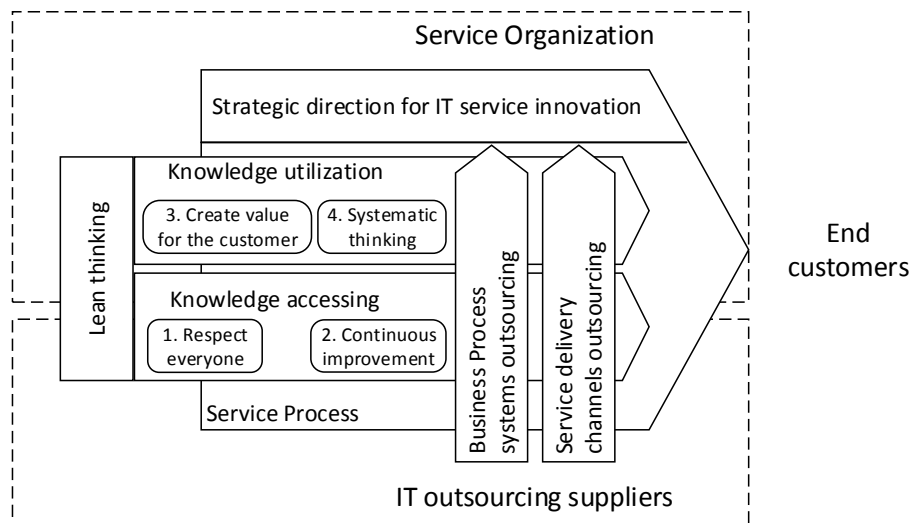 Service Organization
Strategic direction for IT service innovation
Lean thinking
Knowledge utilization
3. Create value
for the customer
4. Systematic
thinking
Knowledge accessing
1. Respect
everyone
2. Continuous
improvement
Service Process
Business Process
systems outsourcing
Service delivery
channels outsourcing
End
customers
IT outsourcing suppliers